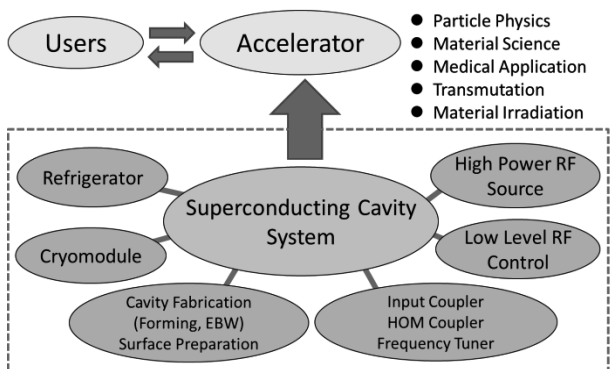 Users
Accelerator
● Particle Physics
● Material Science
● Medical Application
● Transmutation
● Material Irradiation
Refrigerator
High Power RF
Source
Superconducting Cavity
System
Cryomodule
Low Level RF
Control
Cavity Fabrication
(Forming, EBW)
Surface Preparation
Input Coupler
HOM Coupler
Frequency Tuner